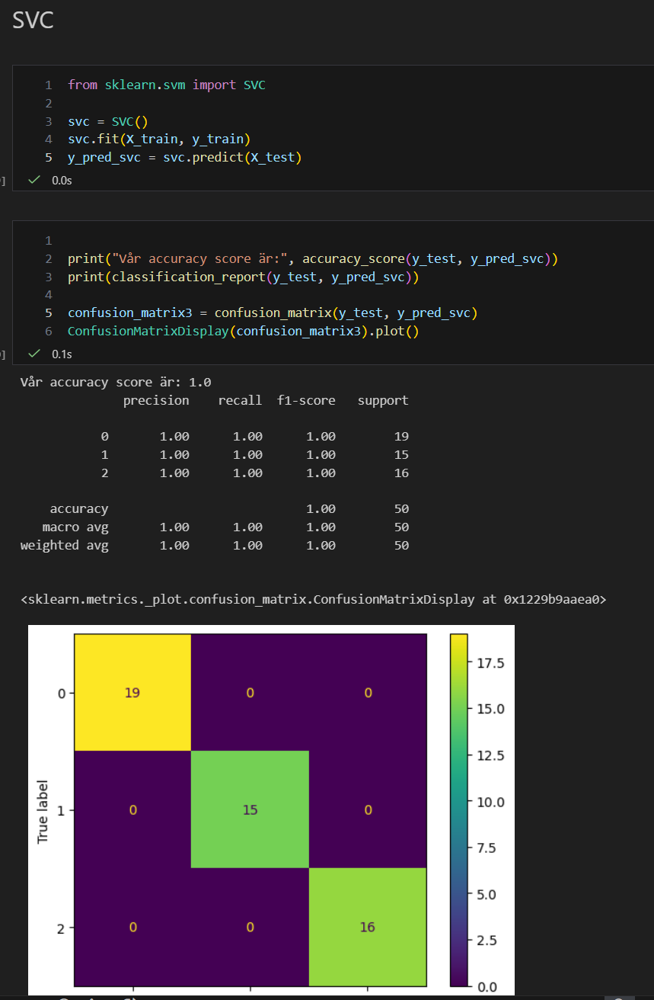 SVC
1 from sklearn.svm import SVC
2
3 svc = SVC()
4 svc.fit(X_train, y_train)
5 y_pred_svc = svc.predict(X_test)
] 0.0s
1
2 print("Vår accuracy score är:", accuracy_score(y_test, y_pred_svc))
3 print(classification_report(y_test, y_pred_svc))
4
5 confusion_matrix3 = confusion_matrix(y_test, y_pred_svc)
6 ConfusionMatrixDisplay(confusion_matrix3).plot()
] 0.1s
Vår accuracy score är: 1.0
precision recall f1-score support
0 1.00 1.00 1.00 19
1 1.00 1.00 1.00 15
2 1.00 1.00 1.00 16
accuracy 1.00 50
macro avg 1.00 1.00 1.00 50
weighted avg 1.00 1.00 1.00 50
<sklearn.metrics._plot.confusion_matrix.ConfusionMatrixDisplay at 0x1229b9aaea0>
0 19 0 0
1 0 15 0
2 0 0 16
True label
17.5
15.0
12.5
10.0
7.5
5.0
2.5
0.0